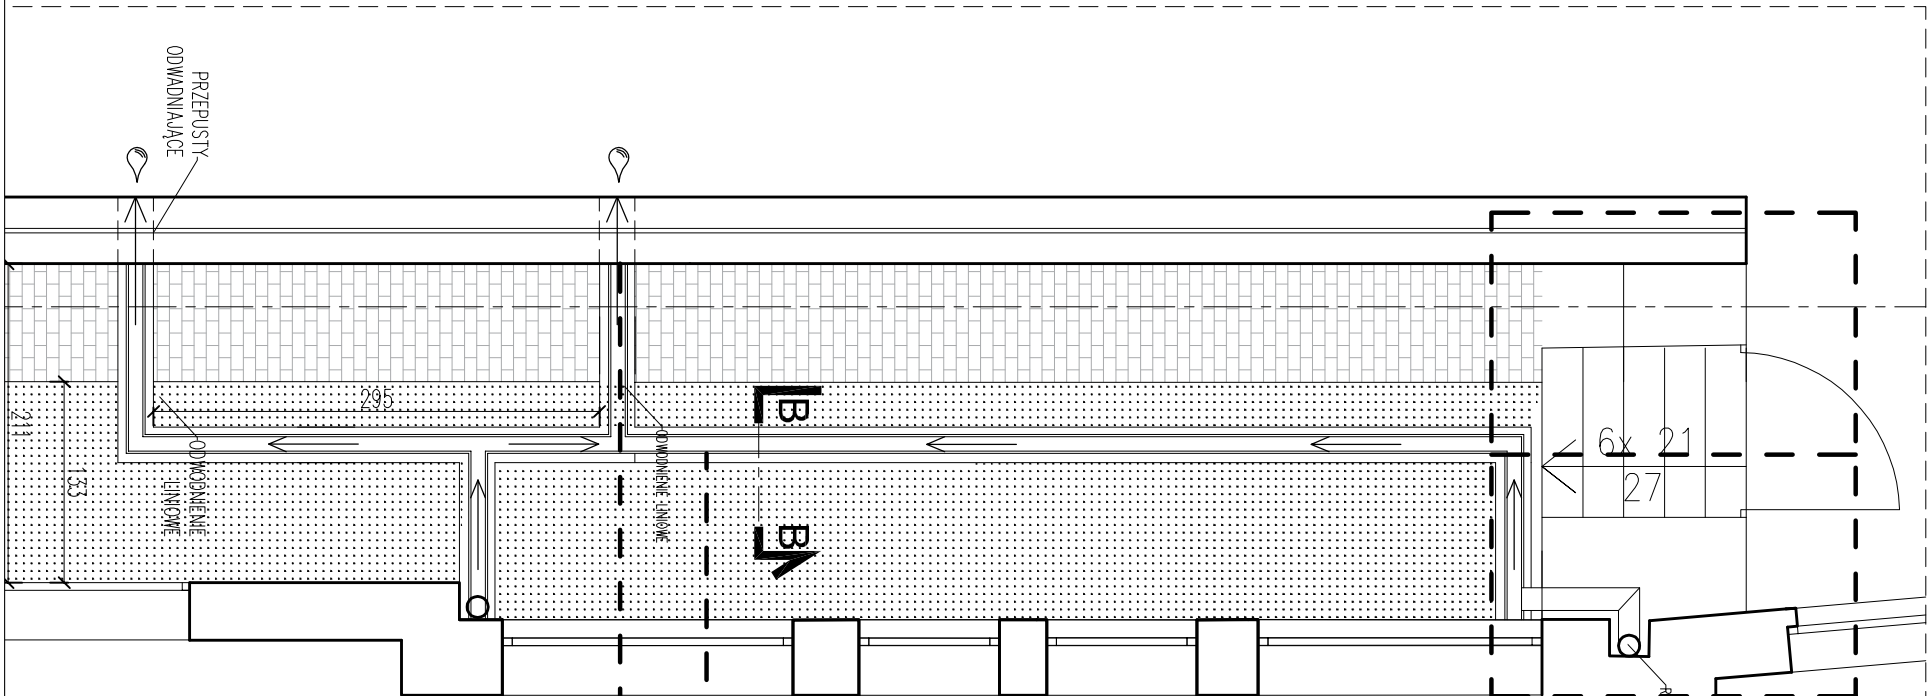 PRZEPUSTY
ODWADNIAJĄCE
295
B
6x 21
27
211
133
ODWODNIENIE
LINIOWE
ODWODNIENIE LINIOWE
B
R